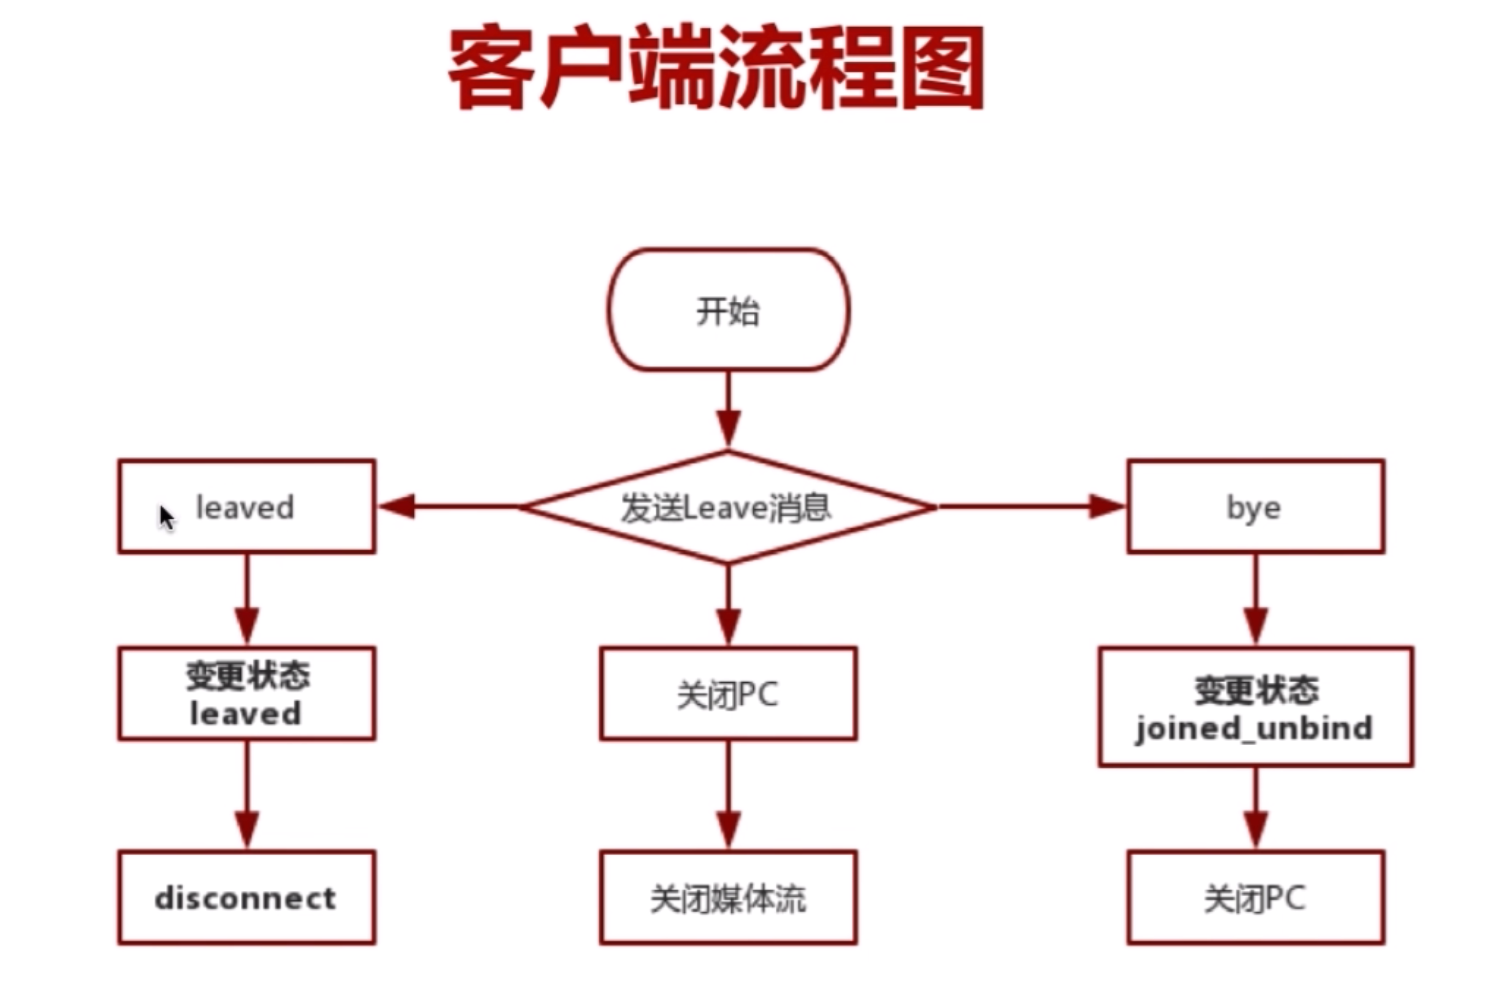 客户端流程图
开始
leaved
发送Leave消息
bye
变更状态
leaved
关闭PC
变更状态
joined_unbind
disconnect
关闭媒体流
关闭PC